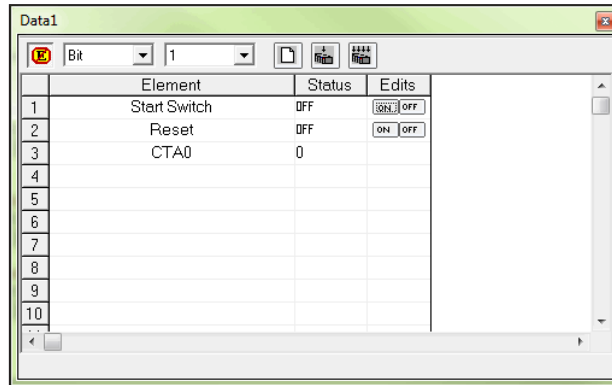 Data1
E Bit 1
Element Status Edits
1 Start Switch OFF ON OFF
2 Reset OFF ON OFF
3 CTA0 0
4
5
6
7
8
9
10